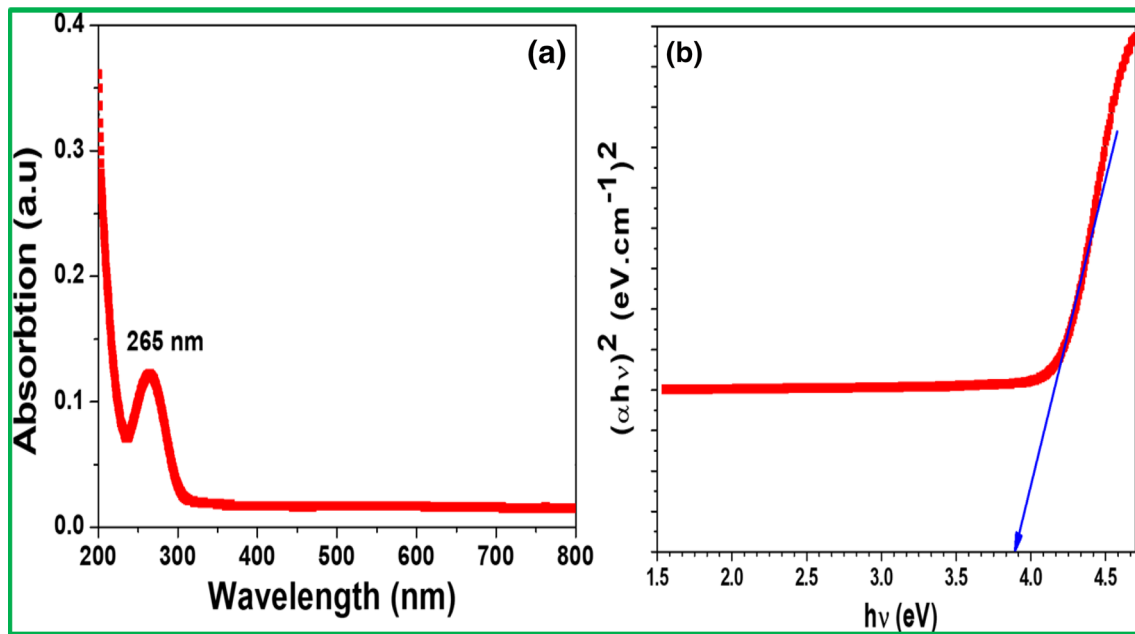 (a)
Absorbtion (a.u)
0.4
0.3
0.2
0.1
0.0
265 nm
200 300 400 500 600 700 800
Wavelength (nm)
(b)
(αhν)² (eV.cm⁻¹)²
1.5 2.0 2.5 3.0 3.5 4.0 4.5
hν (eV)